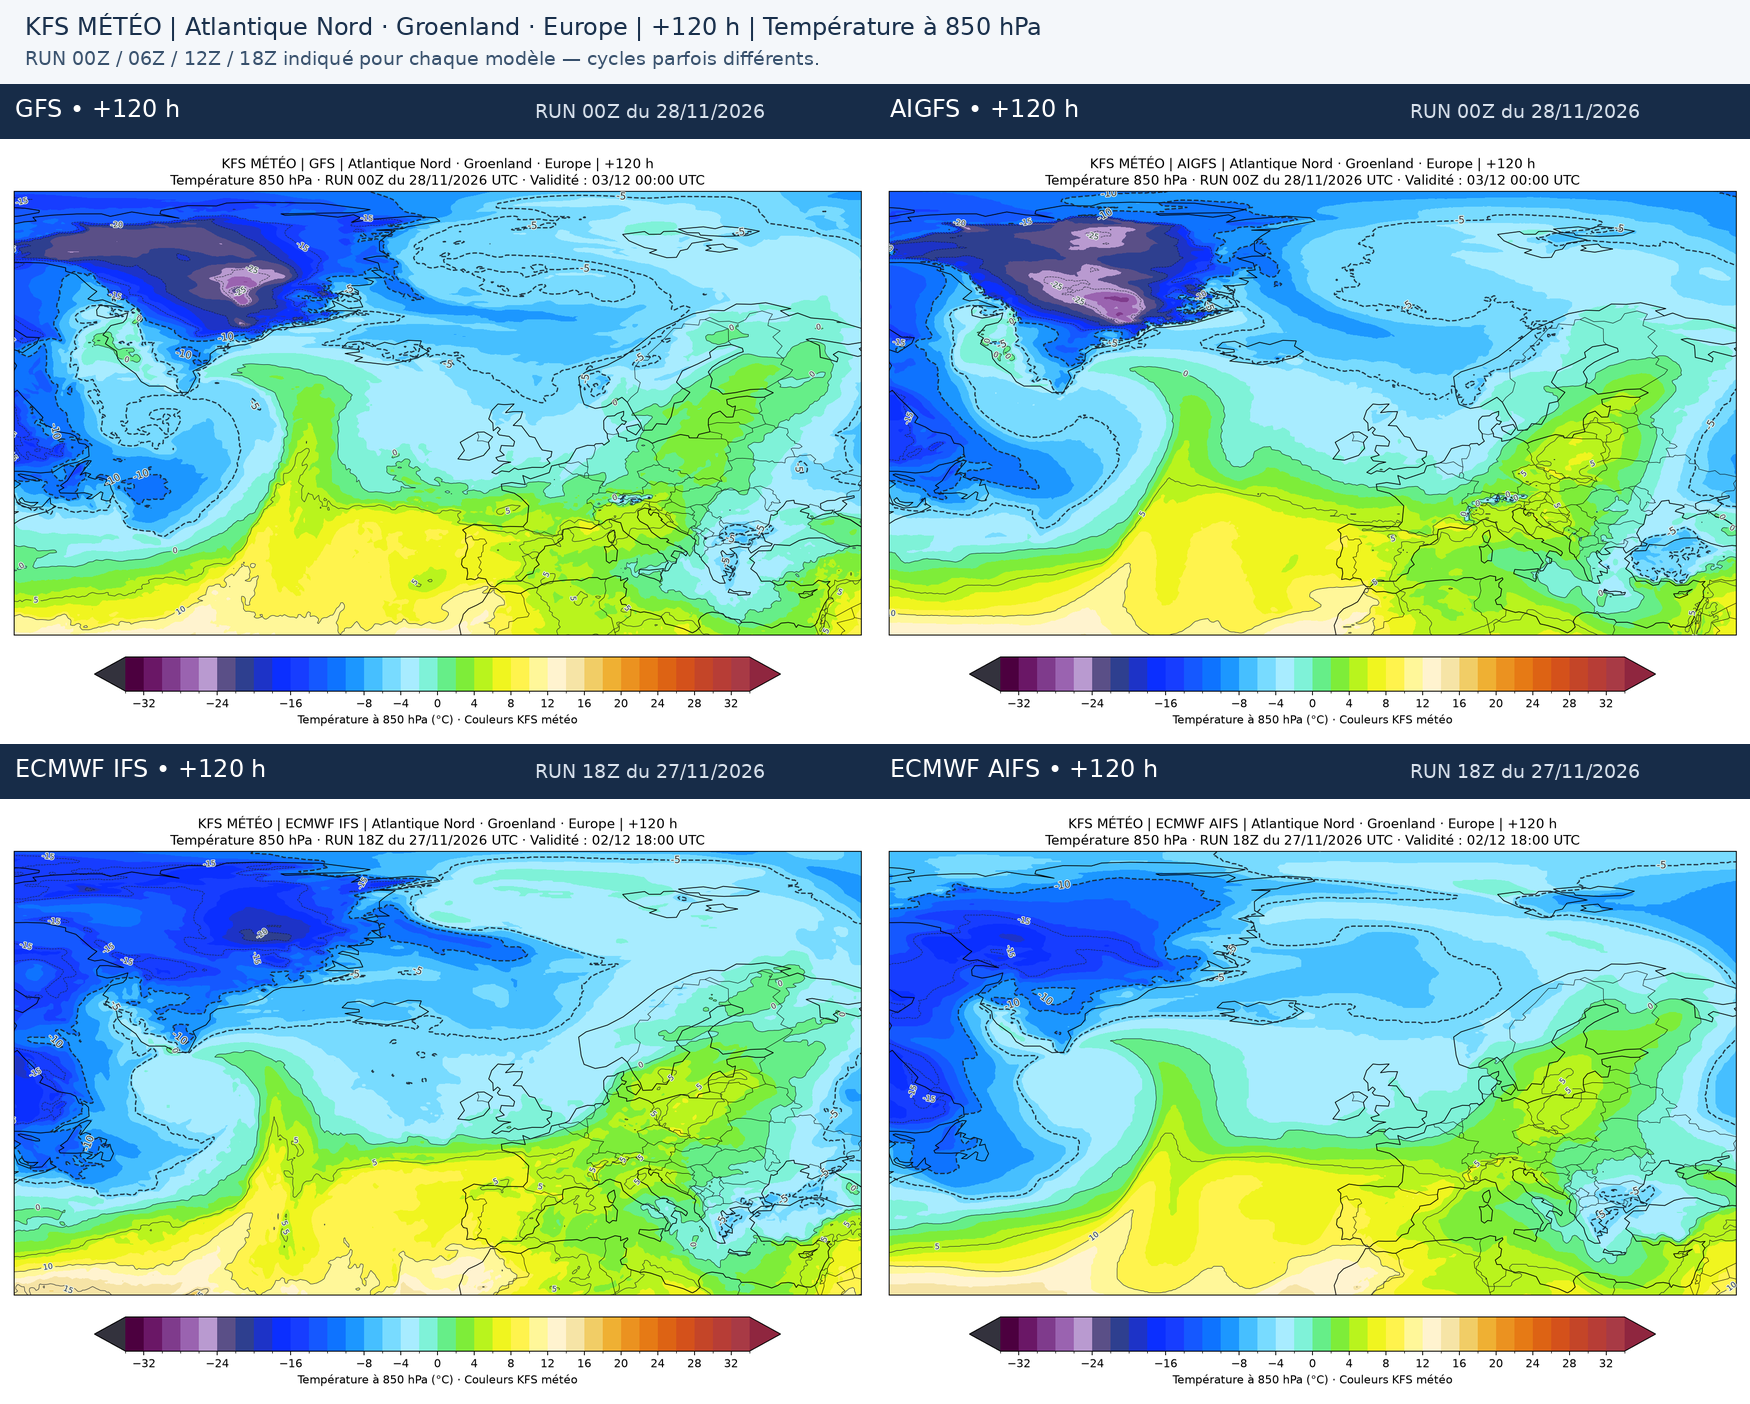 KFS MÉTÉO | Atlantique Nord · Groenland · Europe | +120 h | Température à 850 hPa
RUN 00Z / 06Z / 12Z / 18Z indiqué pour chaque modèle — cycles parfois différents.
GFS • +120 h
RUN 00Z du 28/11/2026
AIGFS • +120 h
RUN 00Z du 28/11/2026
KFS MÉTÉO | GFS | Atlantique Nord · Groenland · Europe | +120 h
Température 850 hPa · RUN 00Z du 28/11/2026 UTC · Validité : 03/12 00:00 UTC
KFS MÉTÉO | AIGFS | Atlantique Nord · Groenland · Europe | +120 h
Température 850 hPa · RUN 00Z du 28/11/2026 UTC · Validité : 03/12 00:00 UTC
−32 −24 −16 −8 −4 0 4 8 12 16 20 24 28 32
Température à 850 hPa (°C) · Couleurs KFS météo
−32 −24 −16 −8 −4 0 4 8 12 16 20 24 28 32
Température à 850 hPa (°C) · Couleurs KFS météo
ECMWF IFS • +120 h
RUN 18Z du 27/11/2026
ECMWF AIFS • +120 h
RUN 18Z du 27/11/2026
KFS MÉTÉO | ECMWF IFS | Atlantique Nord · Groenland · Europe | +120 h
Température 850 hPa · RUN 18Z du 27/11/2026 UTC · Validité : 02/12 18:00 UTC
KFS MÉTÉO | ECMWF AIFS | Atlantique Nord · Groenland · Europe | +120 h
Température 850 hPa · RUN 18Z du 27/11/2026 UTC · Validité : 02/12 18:00 UTC
−32 −24 −16 −8 −4 0 4 8 12 16 20 24 28 32
Température à 850 hPa (°C) · Couleurs KFS météo
−32 −24 −16 −8 −4 0 4 8 12 16 20 24 28 32
Température à 850 hPa (°C) · Couleurs KFS météo